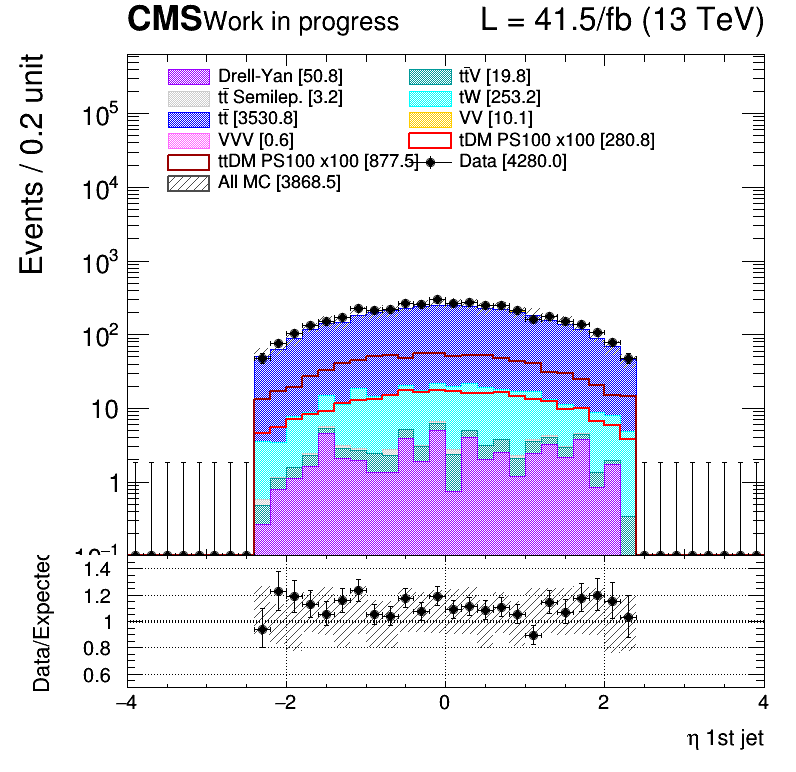 CMS Work in progress L = 41.5/fb (13 TeV)
Events / 0.2 unit
Drell-Yan [50.8] tt̄V [19.8]
tt̄ Semilep. [3.2] tW [253.2]
tt̄ [3530.8] VV [10.1]
VVV [0.6] tDM PS100 x100 [280.8]
ttDM PS100 x100 [877.5] Data [4280.0]
All MC [3868.5]
10⁵
10⁴
10³
10²
10
1
10⁻¹
Data/Expected
1.4
1.2
1
0.8
0.6
−4 −2 0 2 4
η 1st jet